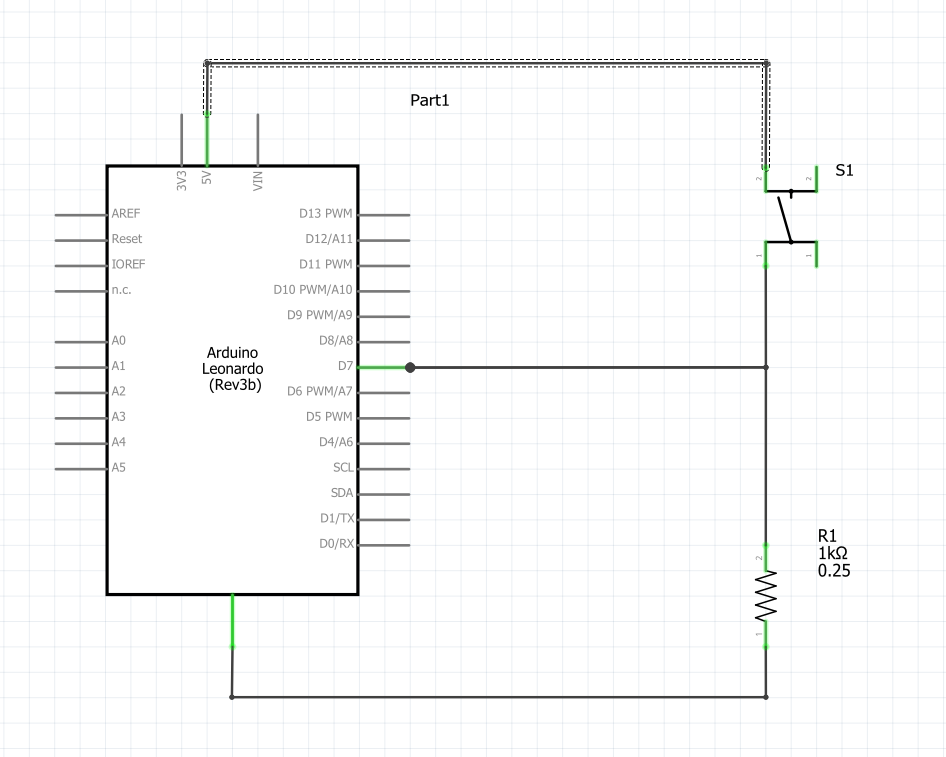 Part1
S1
3V3
5V
VIN
2
2
1
1
AREF
Reset
IOREF
n.c.
A0
A1
A2
A3
A4
A5
Arduino
Leonardo
(Rev3b)
D13 PWM
D12/A11
D11 PWM
D10 PWM/A10
D9 PWM/A9
D8/A8
D7
D6 PWM/A7
D5 PWM
D4/A6
SCL
SDA
D1/TX
D0/RX
R1
1kΩ
0.25
2
1